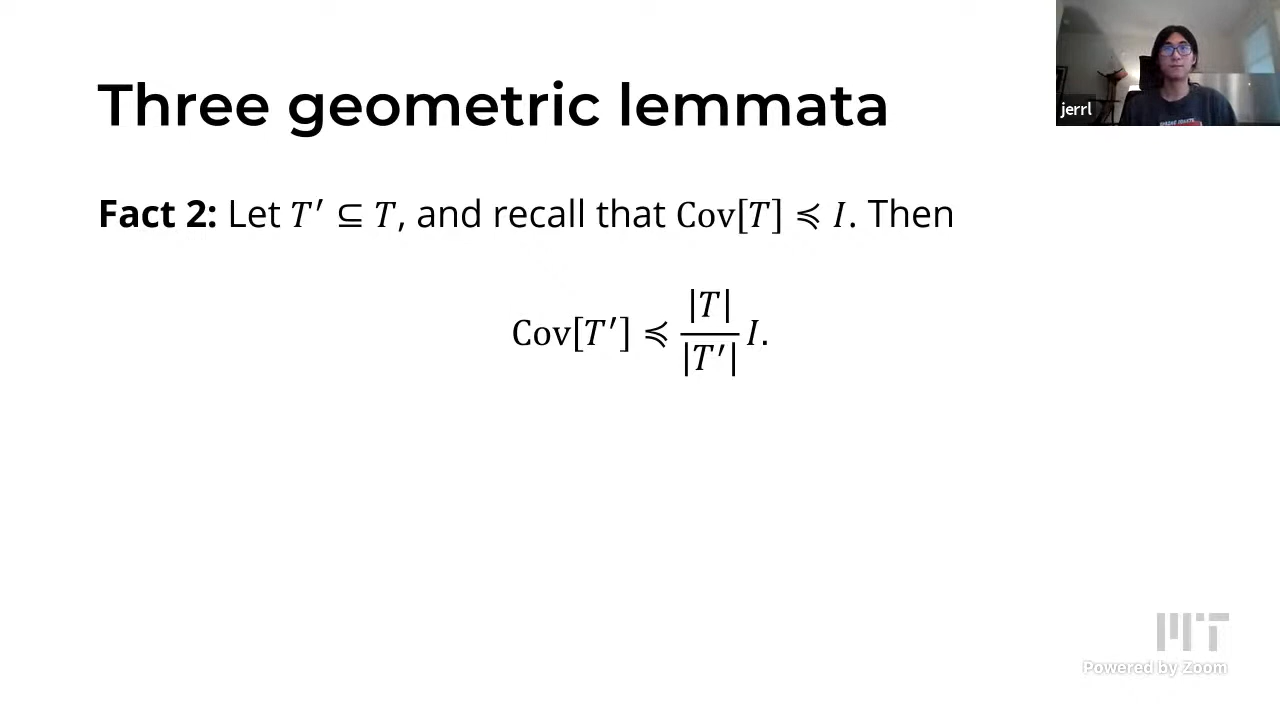 Three geometric lemmata
jerrl
Fact 2: Let T′ ⊆ T, and recall that Cov[T] ≼ I. Then
Cov[T′] ≼ |T| / |T′| I.
MIT
Powered by Zoom